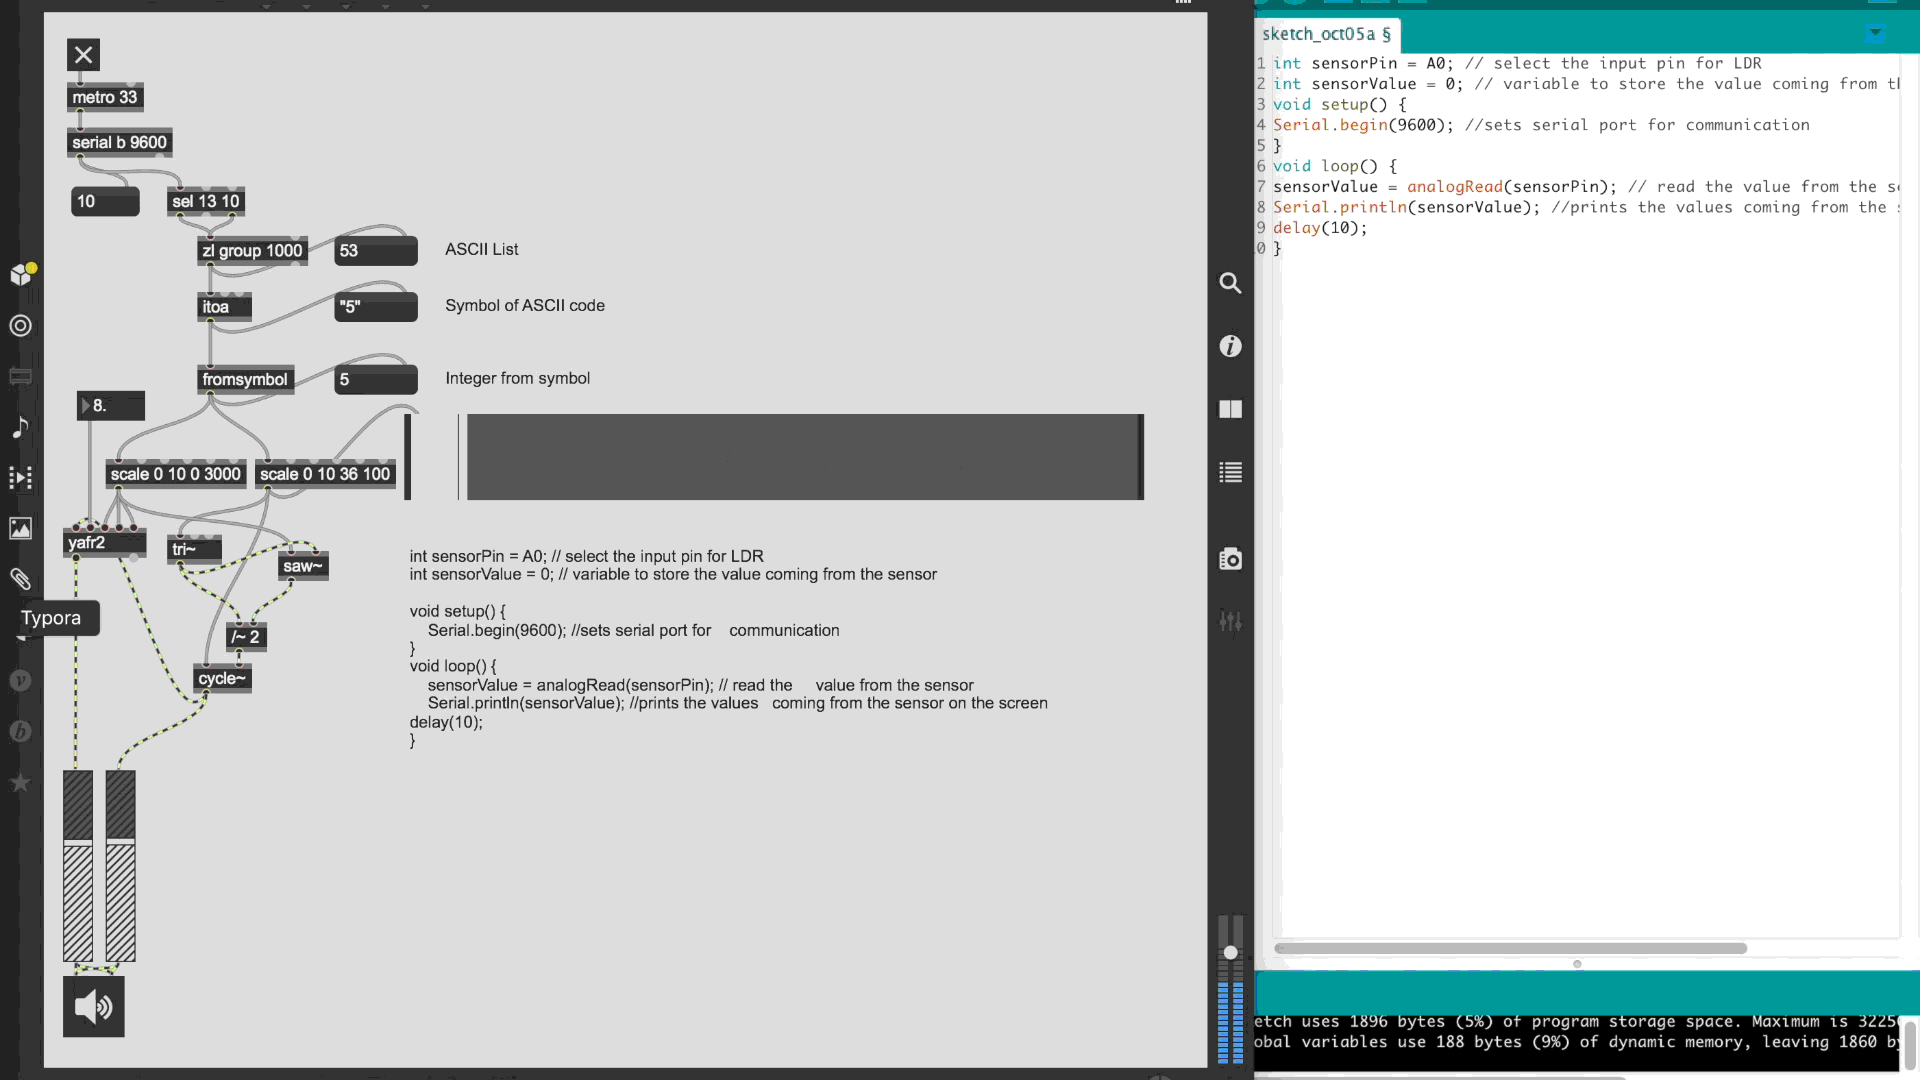 metro 33
serial b 9600
10
sel 13 10
zl group 1000
53
ASCII List
itoa
"5"
Symbol of ASCII code
fromsymbol
5
Integer from symbol
8.
scale 0 10 0 3000
scale 0 10 36 100
yafr2
tri~
saw~
/~ 2
cycle~
Typora
int sensorPin = A0; // select the input pin for LDR
int sensorValue = 0; // variable to store the value coming from the sensor
void setup() {
Serial.begin(9600); //sets serial port for communication
}
void loop() {
sensorValue = analogRead(sensorPin); // read the value from the sensor
Serial.println(sensorValue); //prints the values coming from the sensor on the screen
delay(10);
}
sketch_oct05a §
1 int sensorPin = A0; // select the input pin for LDR
2 int sensorValue = 0; // variable to store the value coming from
3 void setup() {
4 Serial.begin(9600); //sets serial port for communication
5 }
6 void loop() {
7 sensorValue = analogRead(sensorPin); // read the value from the
8 Serial.println(sensorValue); //prints the values coming from the
9 delay(10);
0 }
etch uses 1896 bytes (5%) of program storage space. Maximum is 3225
obal variables use 188 bytes (9%) of dynamic memory, leaving 1860